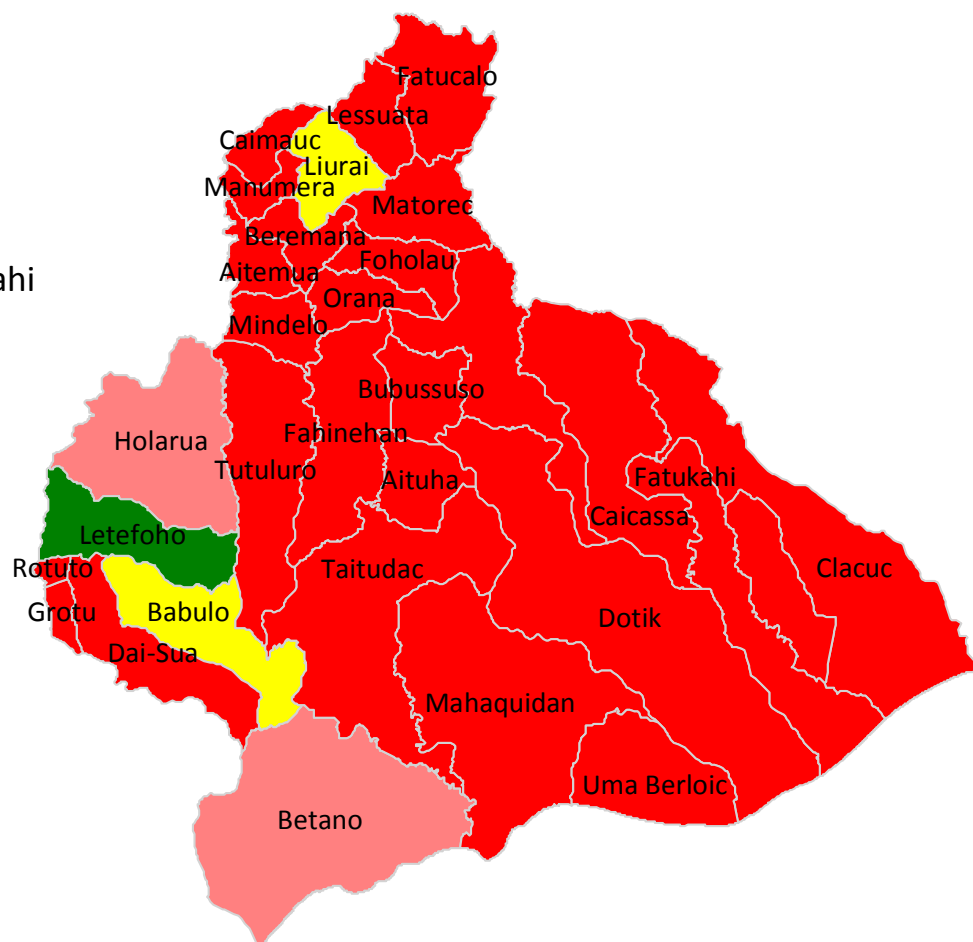 Fatucalo
Lessuata
Caimauc
Liurai
Manumera
Matorec
Beremana
Foholau
Aitemua
ahi
Orana
Mindelo
Bubussuso
Fahinehan
Holarua
Tutuluro
Aituha
Fatukahi
Caicassa
Letefoho
Rotuto
Taitudac
Clacuc
Grotu
Babulo
Dotik
Dai-Sua
Mahaquidan
Uma Berloic
Betano